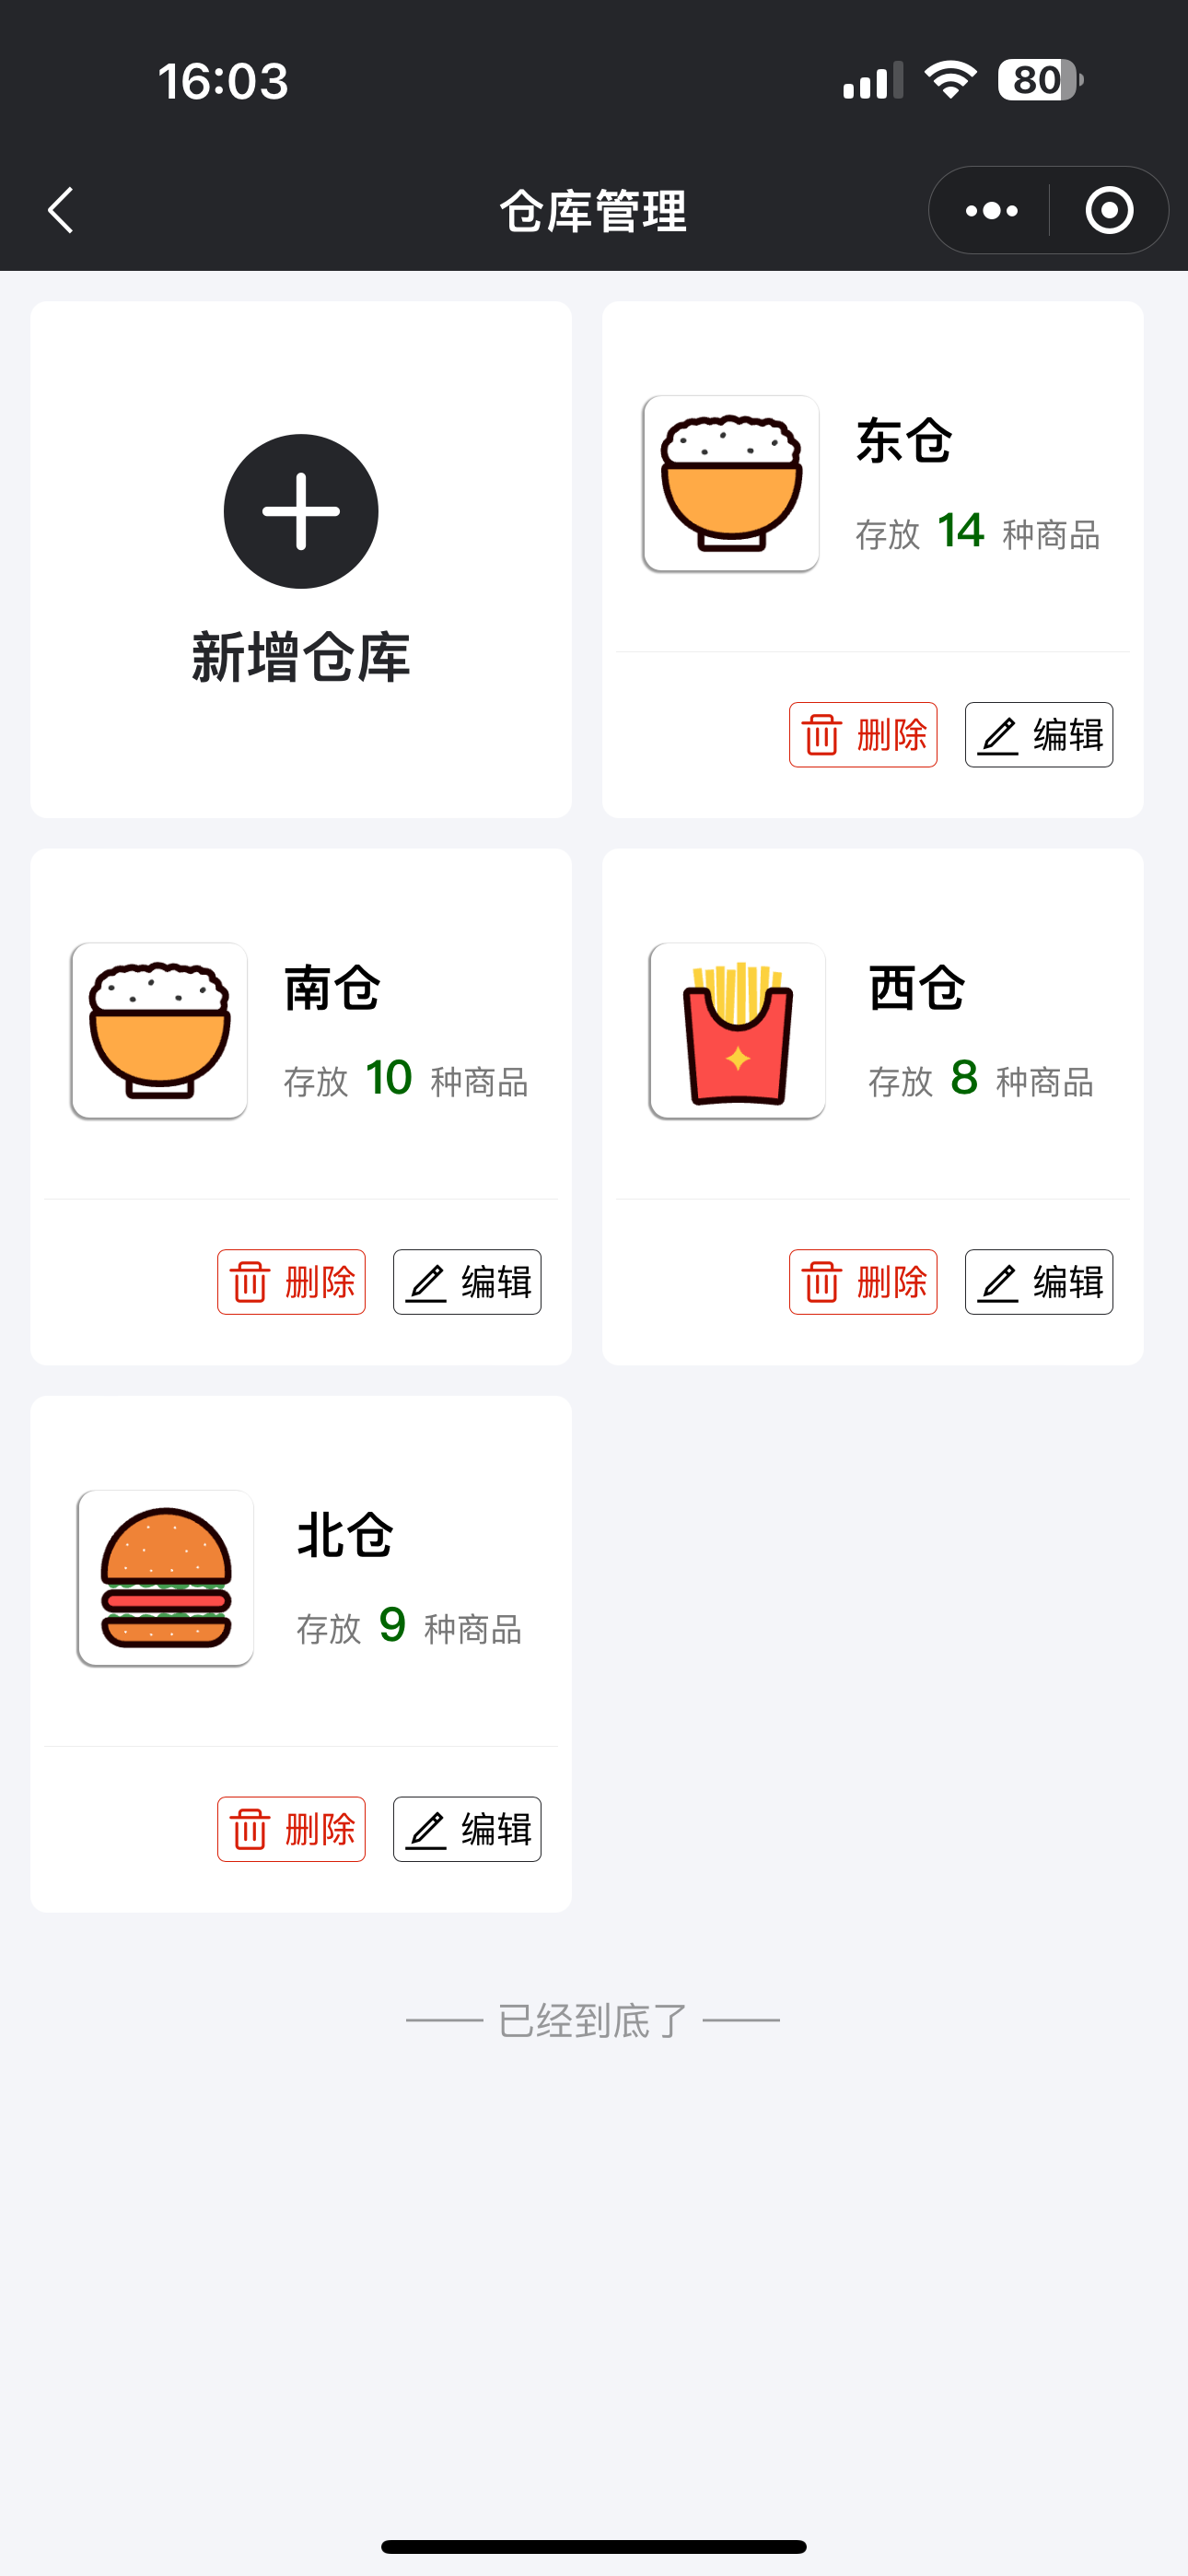 16:03
80
仓库管理
新增仓库
东仓
存放 14 种商品
删除 编辑
南仓
存放 10 种商品
删除 编辑
西仓
存放 8 种商品
删除 编辑
北仓
存放 9 种商品
删除 编辑
已经到底了